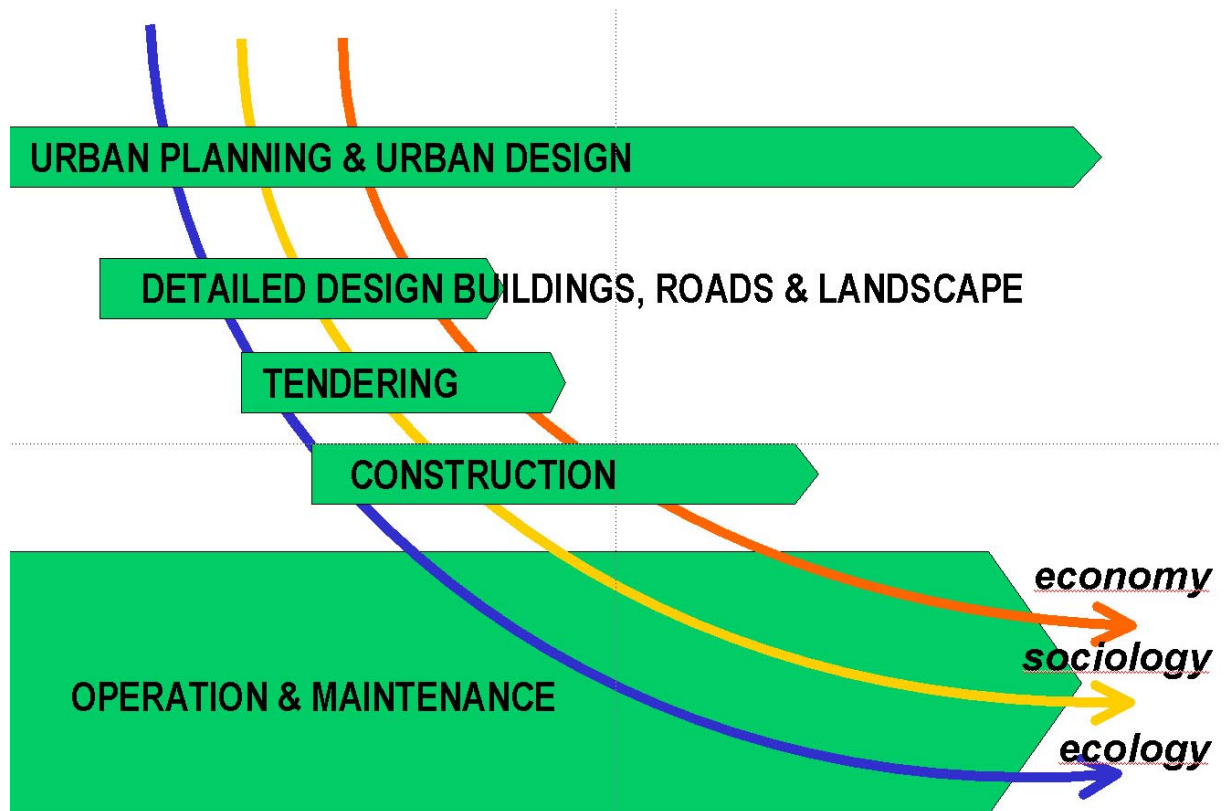 URBAN PLANNING & URBAN DESIGN
DETAILED DESIGN BUILDINGS, ROADS & LANDSCAPE
TENDERING
CONSTRUCTION
economy
sociology
OPERATION & MAINTENANCE
ecology